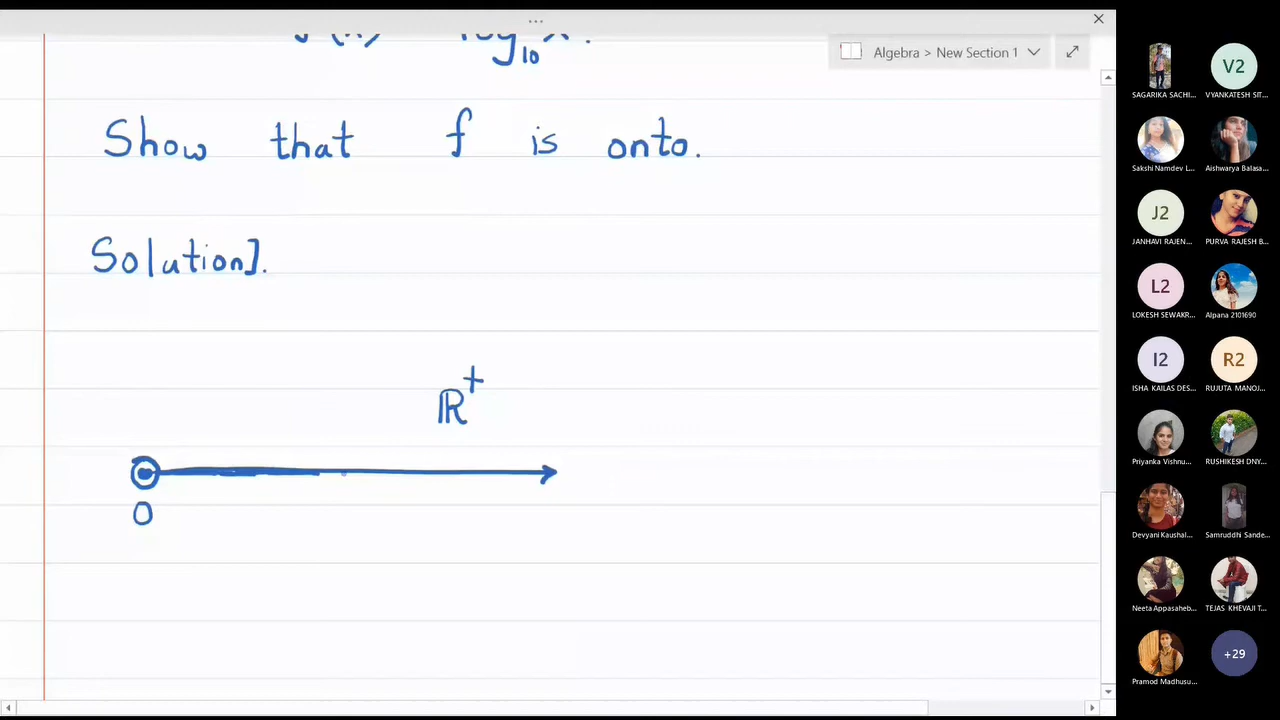 ...
Algebra > New Section 1
f(x) log₁₀ x.
Show that f is onto.
Solution].
ℝ⁺
0
SAGARIKA SACHI...
V2
VYANKATESH SIT...
Sakshi Namdev L...
Aishwarya Balasa...
J2
JANHAVI RAJEN...
PURVA RAJESH B...
L2
LOKESH SEWAKR...
Alpana 2101690
I2
ISHA KAILAS DES...
R2
RUJUTA MANOJ...
Priyanka Vishnu...
RUSHIKESH DNY...
Devyani Kaushal...
Samruddhi Sande...
Neeta Appasaheb...
TEJAS KHEVAJI T...
Pramod Madhusu...
+29